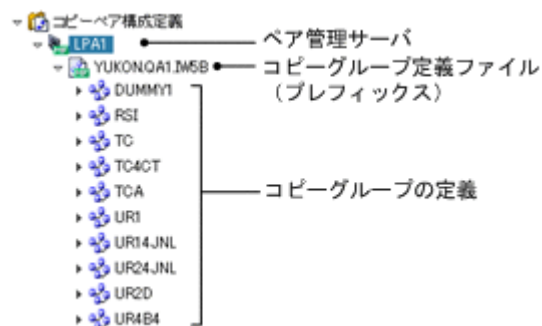 コピーペア構成定義
LPA1 ペア管理サーバ
YUKON.QA1.IW5B コピーグループ定義ファイル
（プレフィックス）
DUMMY1
RSI
TC
TC4CT
TCA コピーグループの定義
UR1
UR14JNL
UR24JNL
UR2D
UR4B4